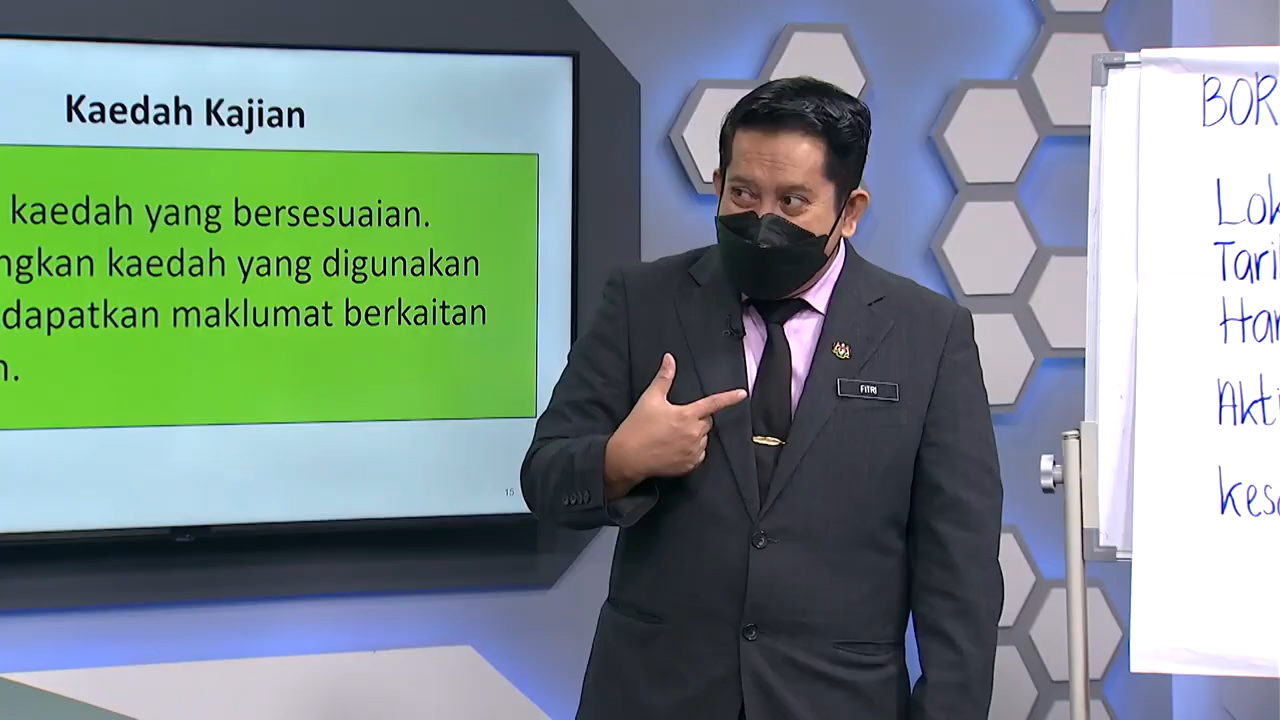 Kaedah Kajian
kaedah yang bersesuaian.
ngkan kaedah yang digunakan
dapatkan maklumat berkaitan
n.
15
FITRI
BOR
Lok
Tari
Har
Akti
kes